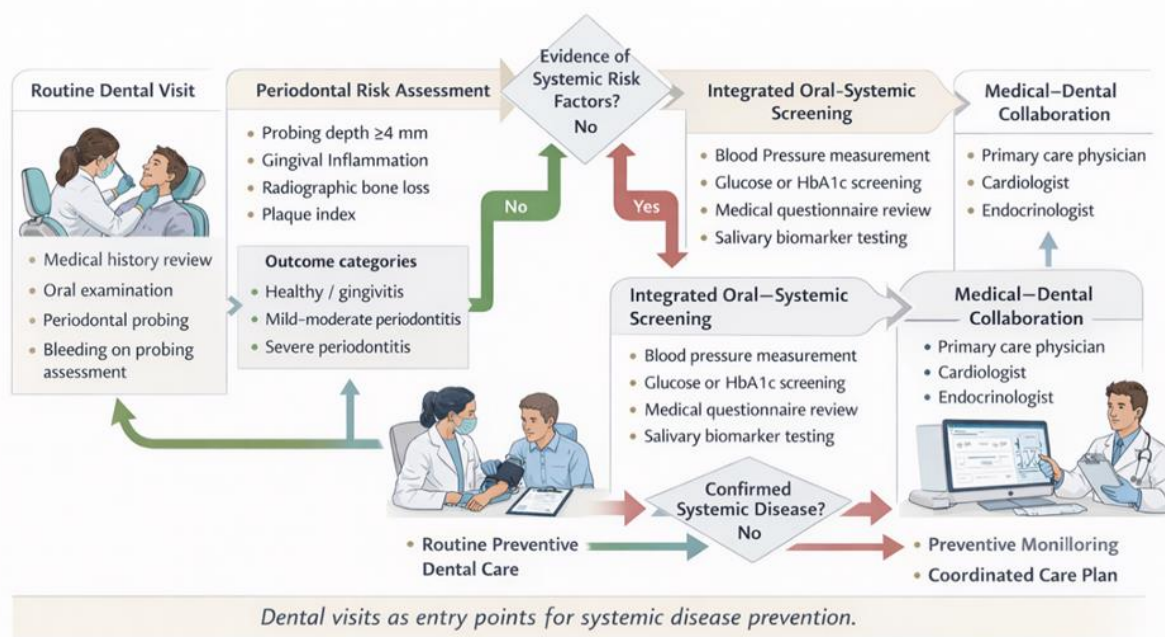 Routine Dental Visit
• Medical history review
• Oral examination
• Periodontal probing
• Bleeding on probing
assessment
Periodontal Risk Assessment
• Probing depth ≥4 mm
• Gingival Inflammation
• Radiographic bone loss
• Plaque index
Outcome categories
• Healthy / gingivitis
• Mild–moderate periodontitis
• Severe periodontitis
Evidence of
Systemic Risk
Factors?
No
No
Yes
Integrated Oral–Systemic
Screening
• Blood Pressure measurement
• Glucose or HbA1c screening
• Medical questionnaire review
• Salivary biomarker testing
Medical–Dental
Collaboration
• Primary care physician
• Cardiologist
• Endocrinologist
Integrated Oral—Systemic
Screening
• Blood pressure measurement
• Glucose or HbA1c screening
• Medical questionnaire review
• Salivary biomarker testing
Medical—Dental
Collaboration
• Primary care physician
• Cardiologist
• Endocrinologist
Confirmed
Systemic Disease?
No
• Routine Preventive
Dental Care
• Preventive Monilloring
• Coordinated Care Plan
Dental visits as entry points for systemic disease prevention.